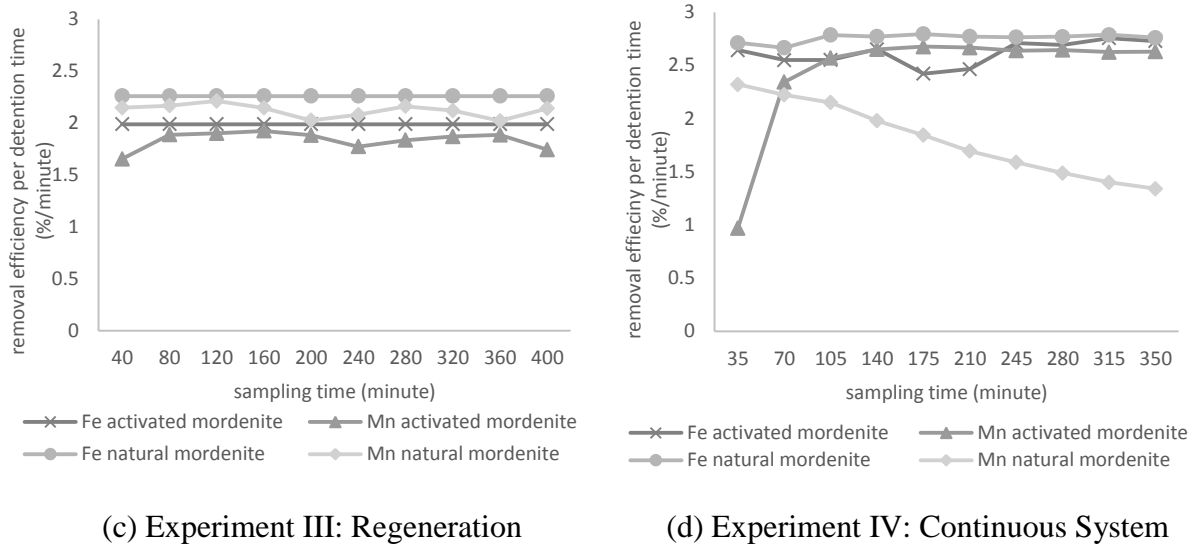 removal efficiency per detention time
(%/minute)
3
2.5
2
1.5
1
0.5
0
40 80 120 160 200 240 280 320 360 400
sampling time (minute)
Fe activated mordenite Mn activated mordenite
Fe natural mordenite Mn natural mordenite
(c) Experiment III: Regeneration
removal effieciny per detention time
(%/minute)
3
2.5
2
1.5
1
0.5
0
35 70 105 140 175 210 245 280 315 350
sampling time (minute)
Fe activated mordenite Mn activated mordenite
Fe natural mordenite Mn natural mordenite
(d) Experiment IV: Continuous System